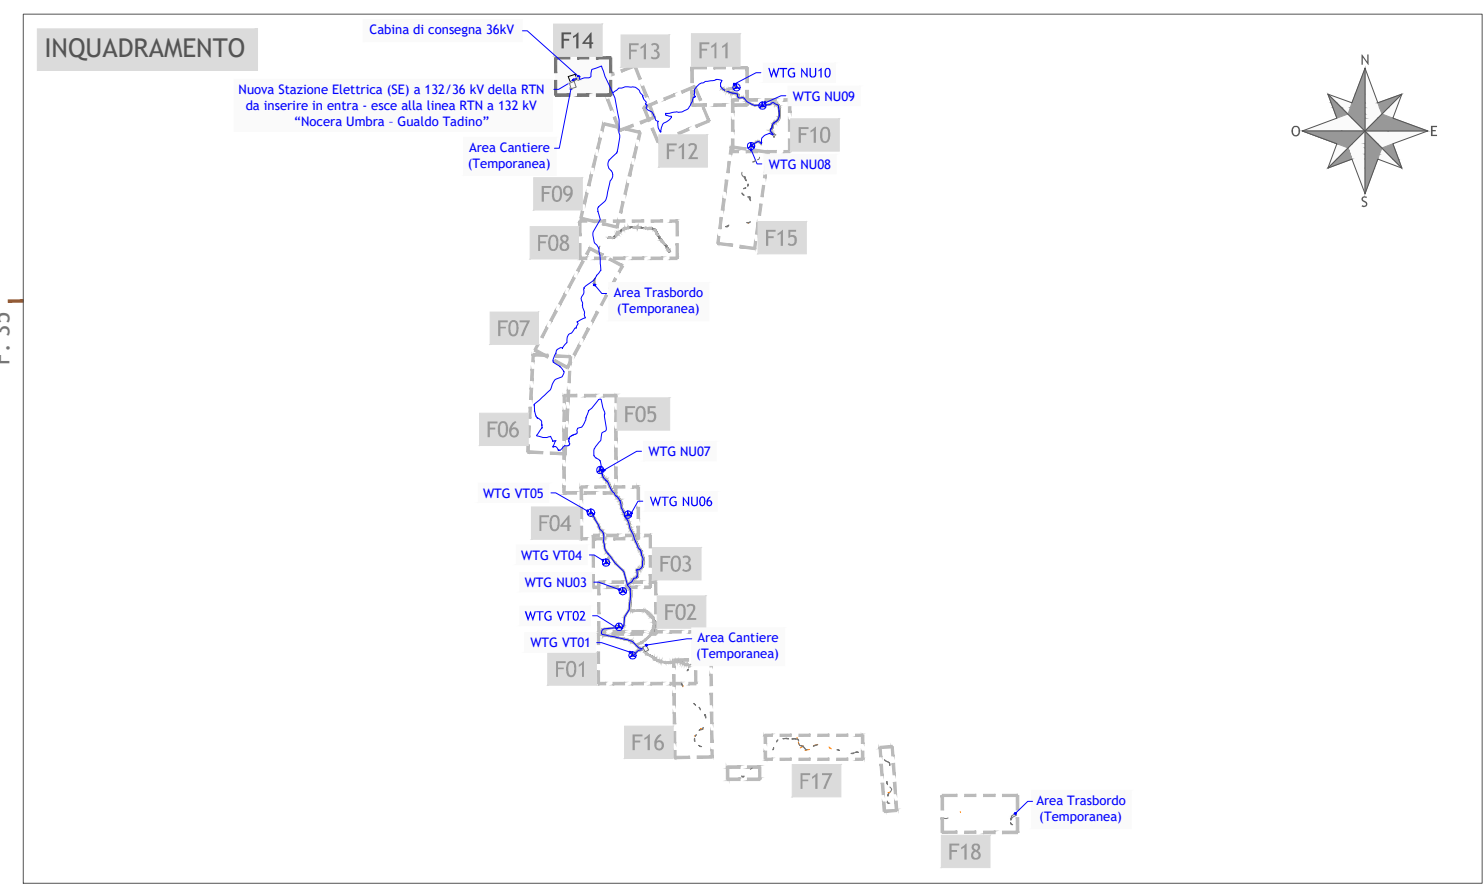 INQUADRAMENTO
Cabina di consegna 36kV
F14
F13
F11
N
WTG NU10
Nuova Stazione Elettrica (SE) a 132/36 kV della RTN
da inserire in entra - esce alla linea RTN a 132 kV
“Nocera Umbra - Gualdo Tadino”
WTG NU09
F10
O
E
Area Cantiere
(Temporanea)
F12
WTG NU08
F09
S
F08
F15
Area Trasbordo
(Temporanea)
F07
F. 35
F05
F06
WTG NU07
WTG VT05
WTG NU06
F04
WTG VT04
F03
WTG NU03
F02
WTG VT02
WTG VT01
Area Cantiere
(Temporanea)
F01
F16
F17
Area Trasbordo
(Temporanea)
F18